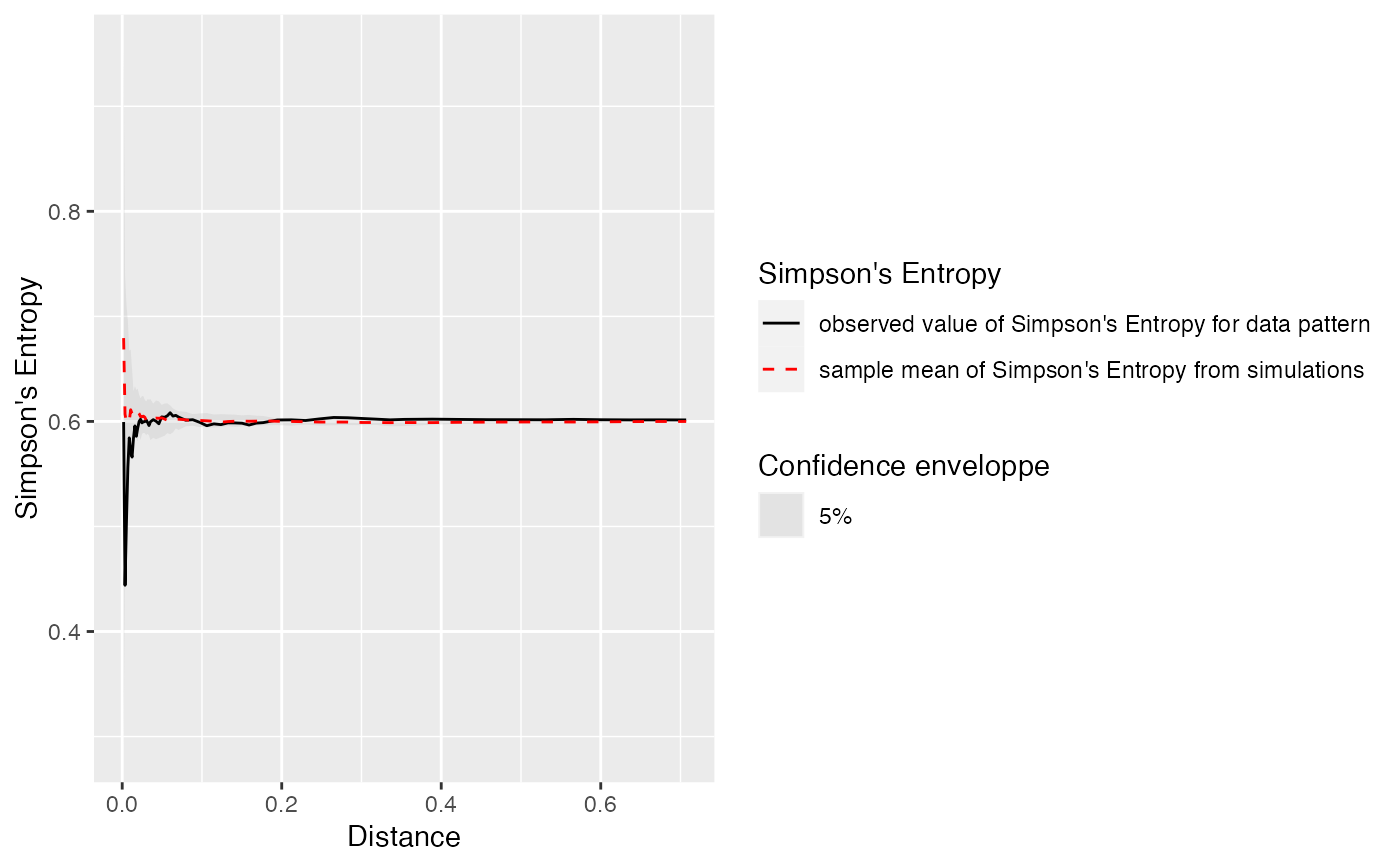 Simpson's Entropy
0.8
0.6
0.4
0.0
0.2
0.4
0.6
Distance
Simpson's Entropy
observed value of Simpson's Entropy for data pattern
sample mean of Simpson's Entropy from simulations
Confidence enveloppe
5%